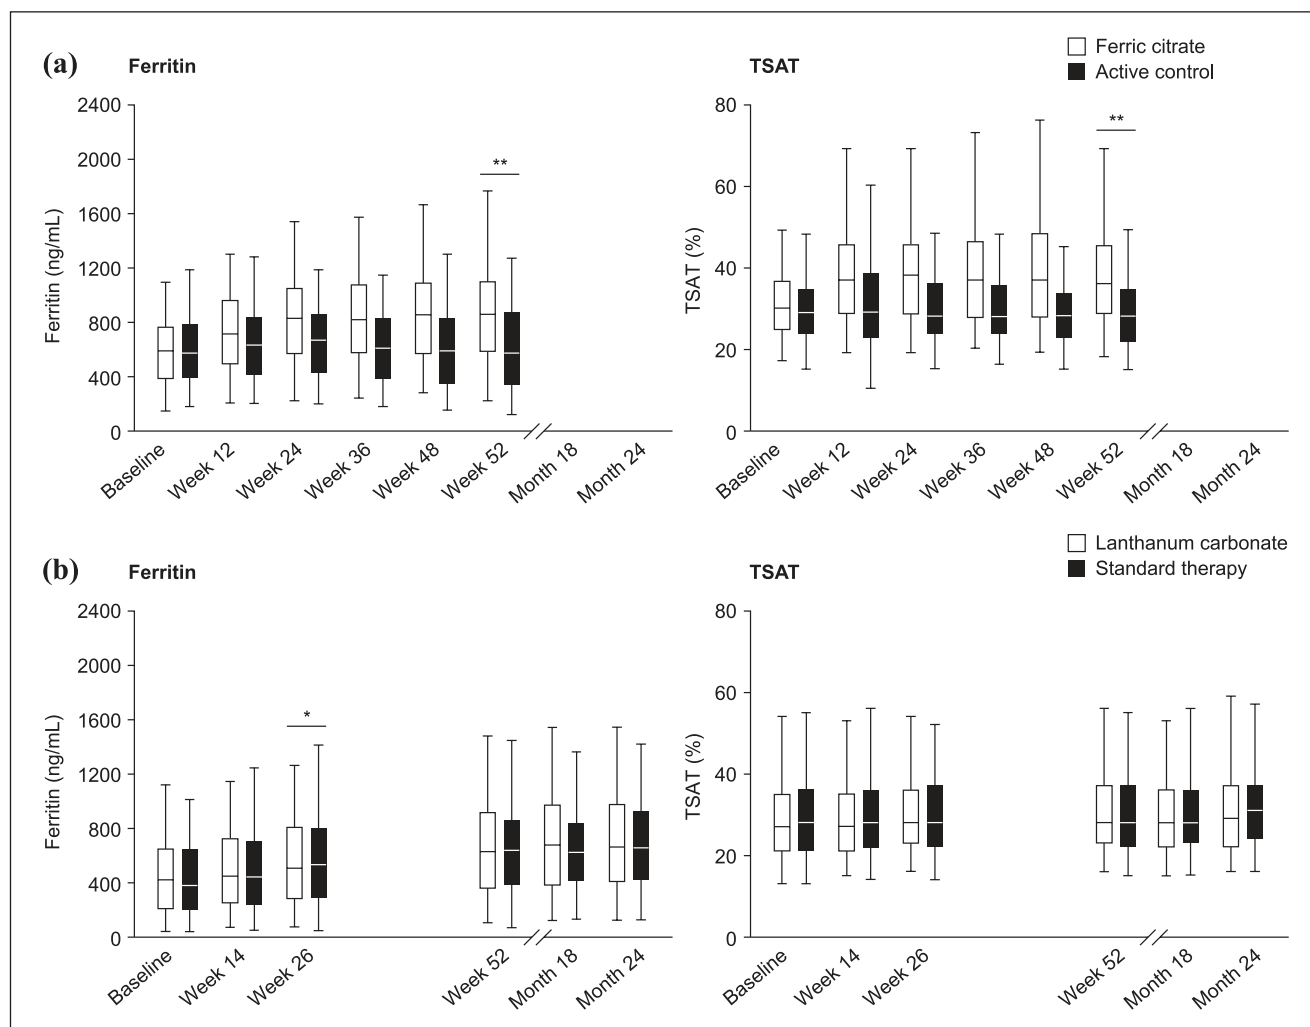 (a)
Ferritin
TSAT
Ferric citrate
Active control
2400
2000
1600
1200
800
400
0
Ferritin (ng/mL)
**
Baseline
Week 12
Week 24
Week 36
Week 48
Week 52
Month 18
Month 24
80
60
40
20
0
TSAT (%)
**
Baseline
Week 12
Week 24
Week 36
Week 48
Week 52
Month 18
Month 24
(b)
Ferritin
TSAT
Lanthanum carbonate
Standard therapy
2400
2000
1600
1200
800
400
0
Ferritin (ng/mL)
*
Baseline
Week 14
Week 26
Week 52
Month 18
Month 24
80
60
40
20
0
TSAT (%)
Baseline
Week 14
Week 26
Week 52
Month 18
Month 24